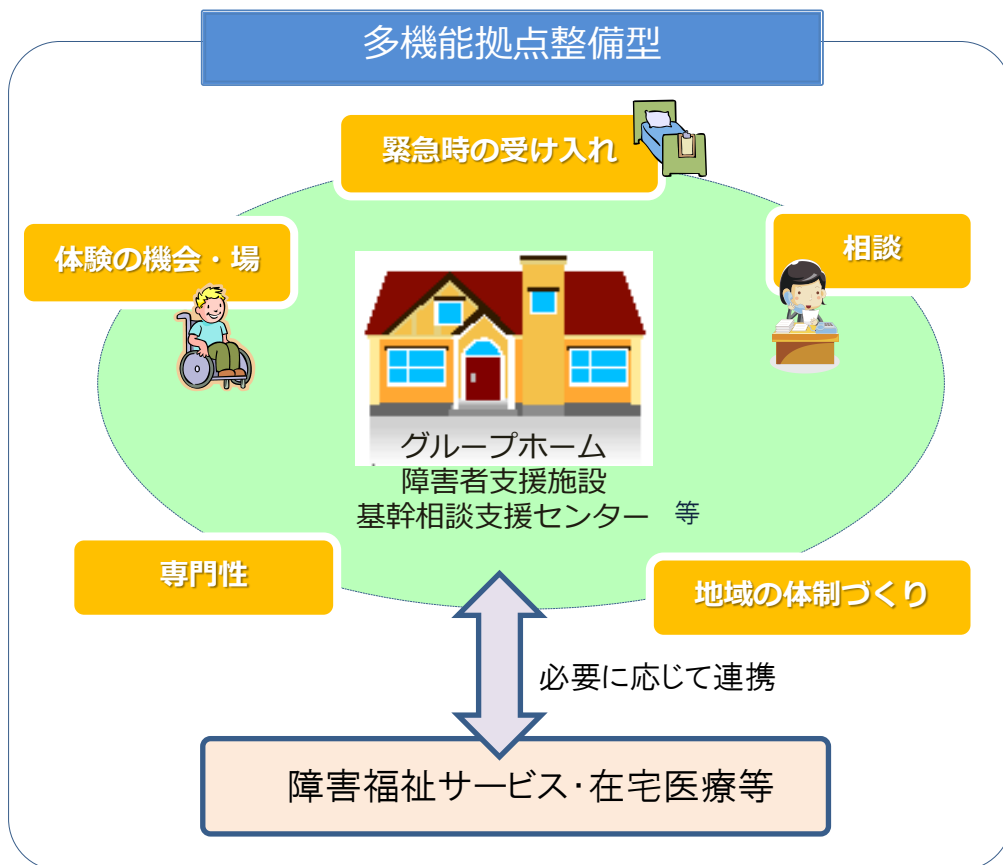 多機能拠点整備型
緊急時の受け入れ
体験の機会・場
相談
グループホーム
障害者支援施設
基幹相談支援センター 等
専門性
地域の体制づくり
必要に応じて連携
障害福祉サービス・在宅医療等